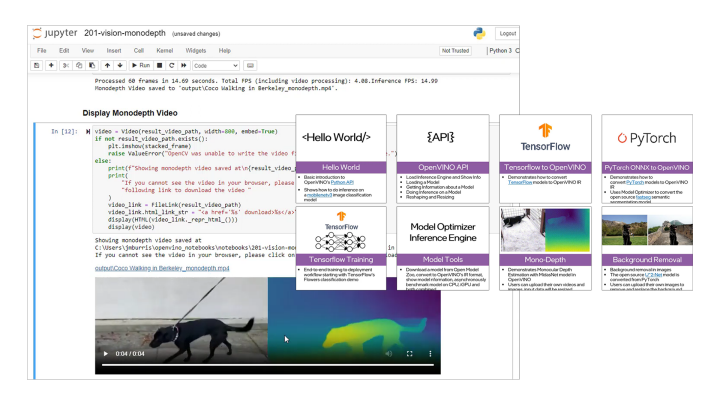 jupyter 201-vision-monodepth (unsaved changes)
Logout
File Edit View Insert Cell Kernel Widgets Help
Not Trusted
Python 3
Run
Code
Processed 60 frames in 14.69 seconds. Total FPS (including video processing): 4.08.Inference FPS: 14.99
Monodepth Video saved to 'output\Coco Walking in Berkeley_monodepth.mp4'.
Display Monodepth Video
In [12]:
video = Video(result_video_path, width=800, embed=True)
if not result_video_path.exists():
plt.imshow(stacked_frame)
raise ValueError("OpenCV was unable to write the video
else:
print(f"Showing monodepth video saved at\n{result_video_
print(
"If you cannot see the video in your browser, please
"following link to download the video "
)
video_link = FileLink(result_video_path)
video_link.html_link_str = "<a href='%s' download>%s</a>"
display(HTML(video_link._repr_html_()))
display(video)
Showing monodepth video saved at
C:\Users\jmburris\openvino_notebooks\notebooks\201-vision-
If you cannot see the video in your browser, please click on
output\Coco Walking in Berkeley_monodepth.mp4
0:04 / 0:04
<Hello World/>
Hello World
Basic introduction to
OpenVINO's Python API
Shows how to do inference on
a mobilenetv3 image classification
model
{API}
OpenVINO API
Load Inference Engine and Show Info
Loading a Model
Getting Information about a Model
Doing Inference on a Model
Reshaping and Resizing
TensorFlow
Tensorflow to OpenVINO
Demonstrates how to convert
TensorFlow models to OpenVINO IR
PyTorch
PyTorch ONNX to OpenVINO
Demonstrates how to
convert PyTorch models to OpenVINO
IR
Uses Model Optimizer to convert the
open source fastseg semantic
segmentation model
TensorFlow
Tensorflow Training
End-to-end training to deployment
workflow starting with TensorFlow's
Flowers classification demo
Model Optimizer
Inference Engine
Model Tools
Download a model from Open Model
Zoo, convert to OpenVINO's IR format,
show model information, asynchronously
benchmark model on CPU, iGPU and
both combined
Mono-Depth
Demonstrates Monocular Depth
Estimation with MidasNet in OpenVINO
Users can upload their own videos and
Background Removal
Background removal in images
The open source U^2-Net model is
converted from PyTorch
Users can upload their own images to
remove and replace the background